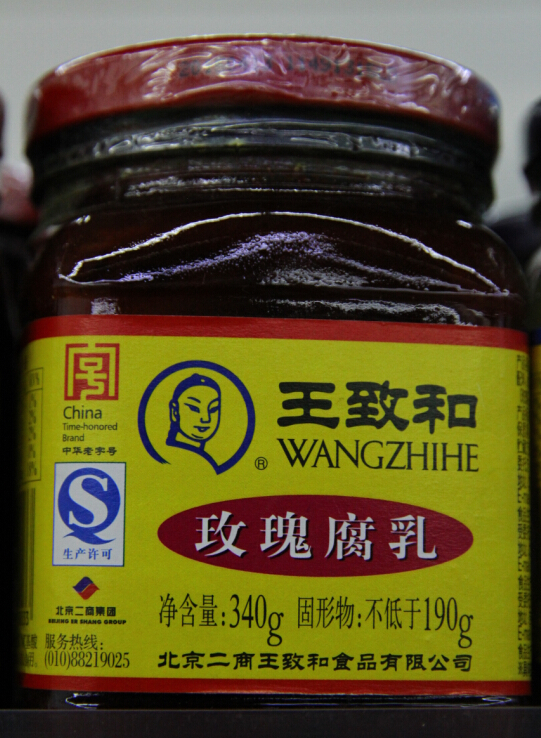 China
Time-honored
Brand
中华老字号
王致和
WANGZHIHE
®
S
生产许可
玫瑰腐乳
北京二商集团
BEIJING ER SHANG GROUP
净含量:340g 固形物:不低于190g
服务热线:
(010)88219025
北京二商王致和食品有限公司